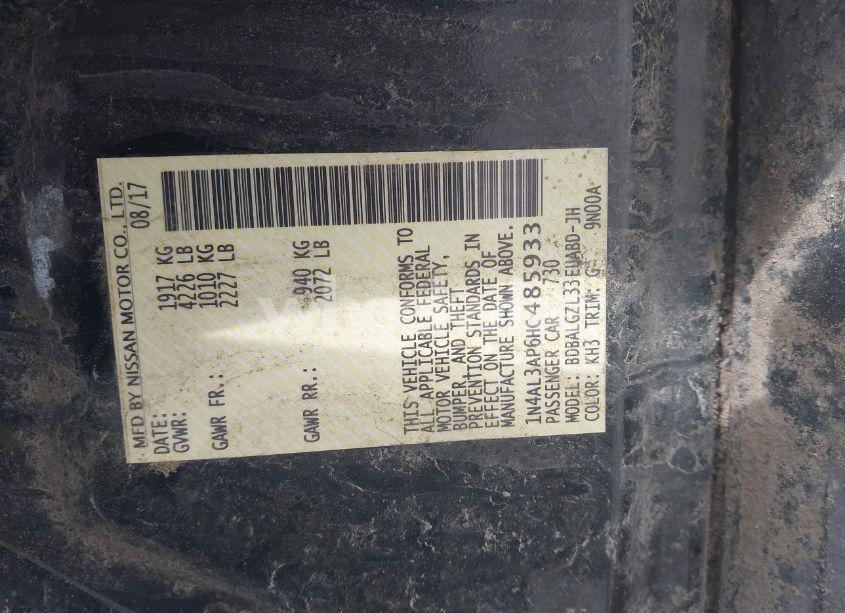 MFD BY NISSAN MOTOR CO., LTD.
DATE: 08/17
GVWR: 1917 KG
4226 LB
GAWR FR.: 1010 KG
2227 LB
GAWR RR.: 940 KG
2072 LB
THIS VEHICLE CONFORMS TO
ALL APPLICABLE FEDERAL
MOTOR VEHICLE SAFETY,
BUMPER, AND THEFT
PREVENTION STANDARDS IN
EFFECT ON THE DATE OF
MANUFACTURE SHOWN ABOVE.
1N4AL3AP6HC485933
PASSENGER CAR 730
MODEL: BDBALGZL33EUABD-JH
COLOR: KH3 TRIM: G 9N00A